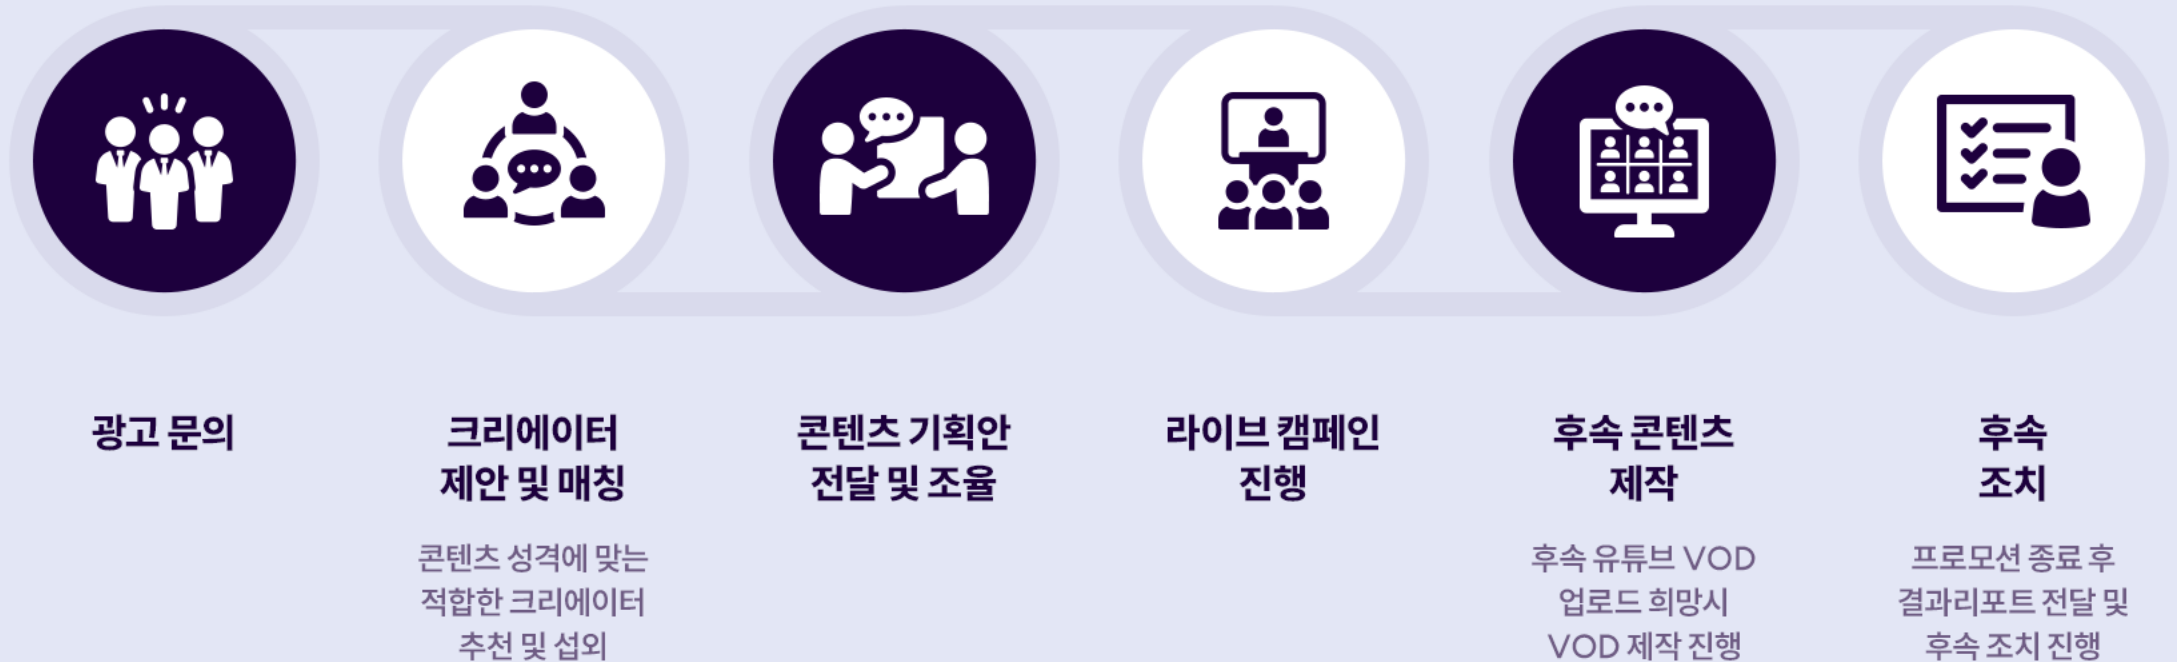 광고 문의
크리에이터
제안 및 매칭
콘텐츠 성격에 맞는
적합한 크리에이터
추천 및 섭외
콘텐츠 기획안
전달 및 조율
라이브 캠페인
진행
후속 콘텐츠
제작
후속 유튜브 VOD
업로드 희망시
VOD 제작 진행
후속
조치
프로모션 종료 후
결과리포트 전달 및
후속 조치 진행